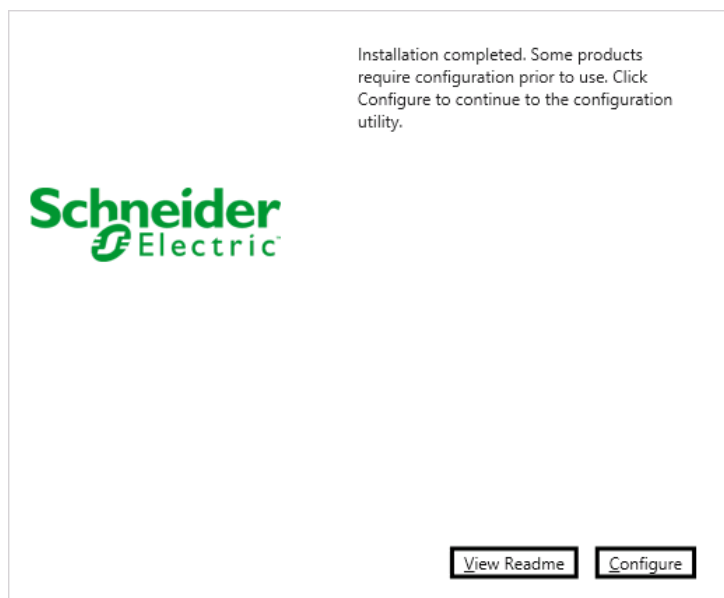 Installation completed. Some products
require configuration prior to use. Click
Configure to continue to the configuration
utility.
Schneider
Electric™
View Readme
Configure